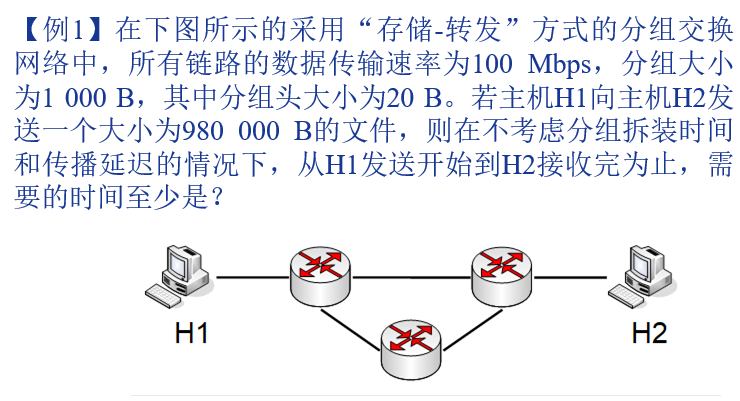 【例1】在下图所示的采用“存储-转发”方式的分组交换
网络中，所有链路的数据传输速率为100 Mbps，分组大小
为1 000 B，其中分组头大小为20 B。若主机H1向主机H2发
送一个大小为980 000 B的文件，则在不考虑分组拆装时间
和传播延迟的情况下，从H1发送开始到H2接收完为止，需
要的时间至少是？
H1
H2